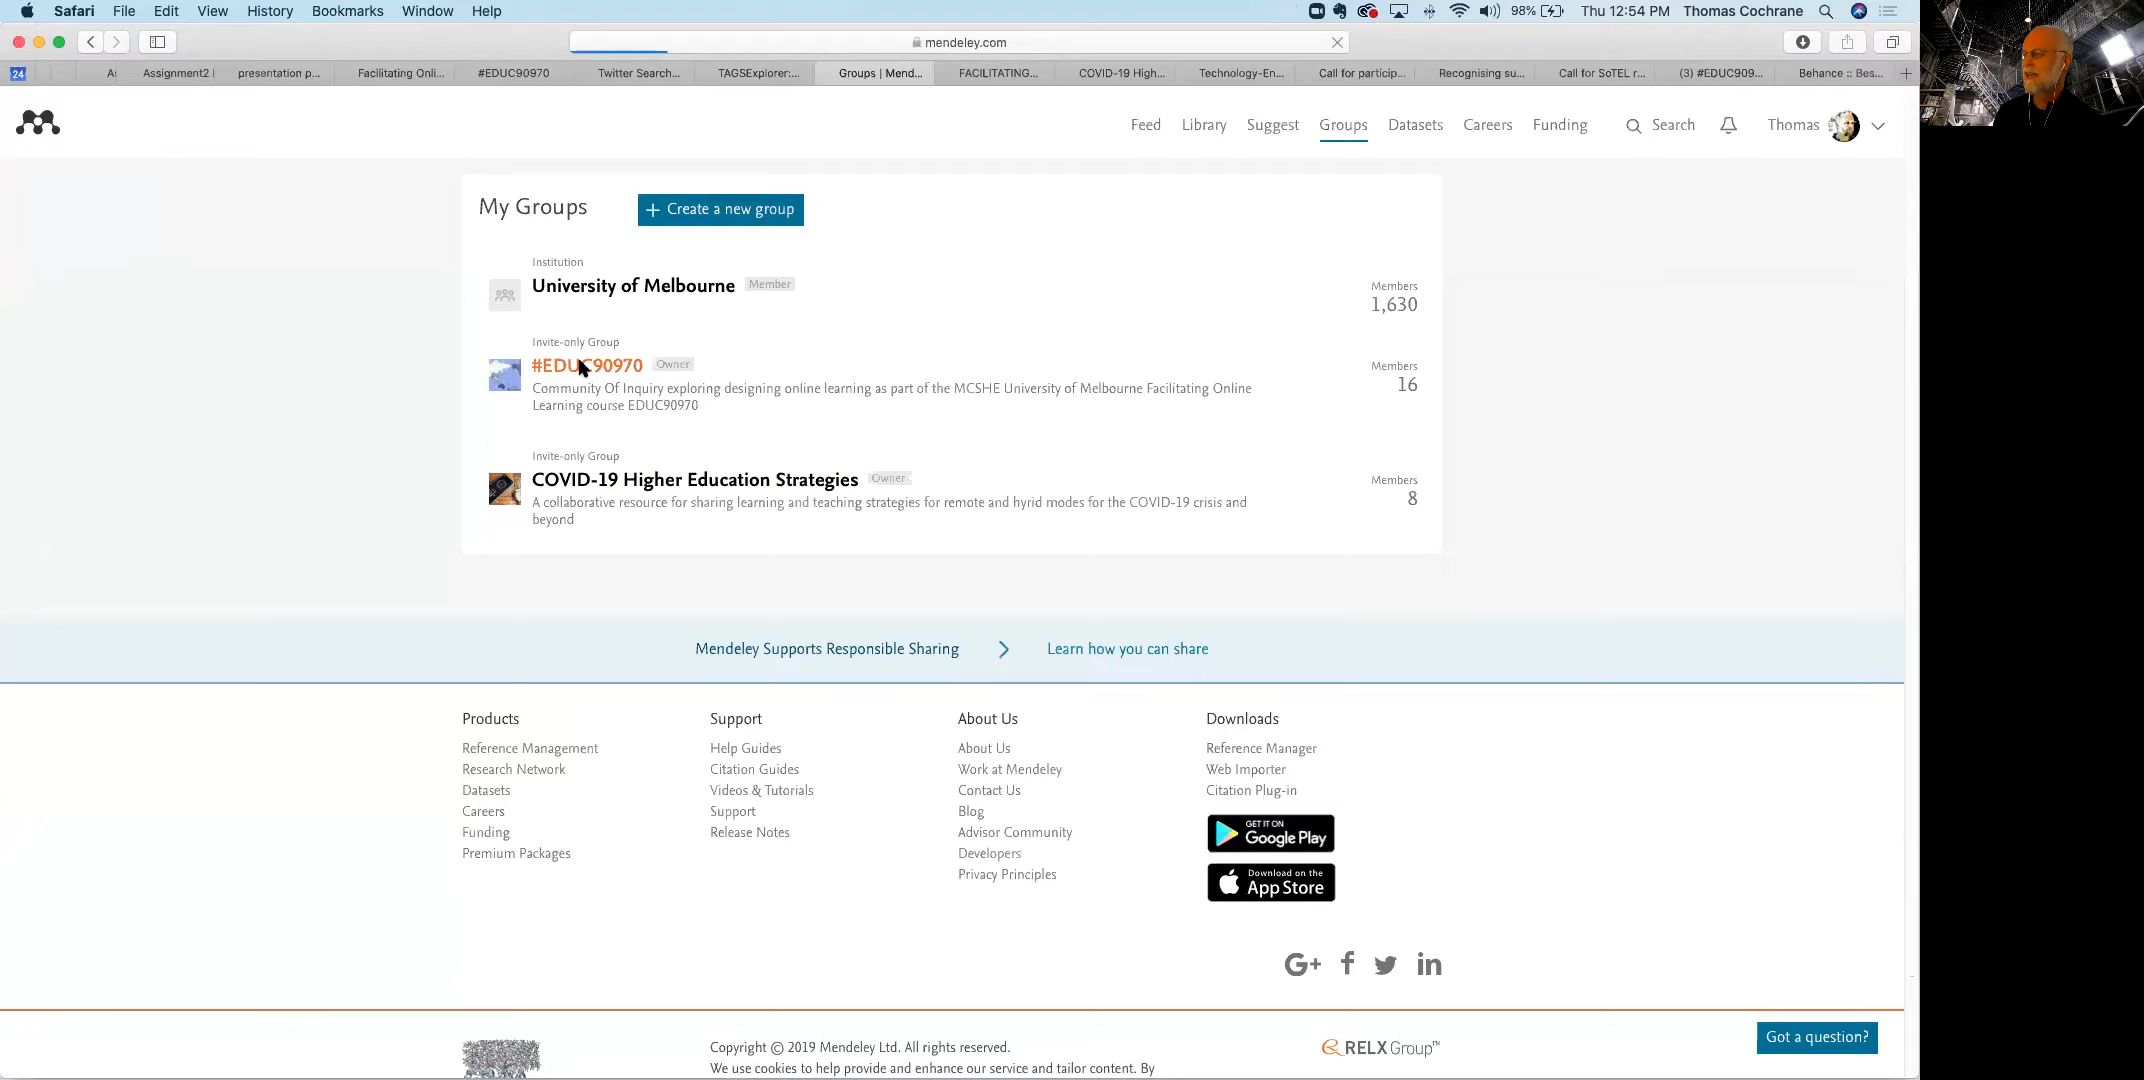 Safari File Edit View History Bookmarks Window Help 98% Thu 12:54 PM Thomas Cochrane
mendeley.com
24 Assignment2 presentation p... Facilitating Onli... #EDUC90970 Twitter Search... TAGSExplorer:... Groups | Mend... FACILITATING... COVID-19 High... Technology-En... Call for particip... Recognising su... Call for SoTEL r... (3) #EDUC909... Behance :: Bes...
Feed Library Suggest Groups Datasets Careers Funding Search Thomas
My Groups + Create a new group
Institution
University of Melbourne Member
Members
1,630
Invite-only Group
#EDUC90970 Owner
Members
16
Community Of Inquiry exploring designing online learning as part of the MCSHE University of Melbourne Facilitating Online
Learning course EDUC90970
Invite-only Group
COVID-19 Higher Education Strategies Owner
Members
8
A collaborative resource for sharing learning and teaching strategies for remote and hyrid modes for the COVID-19 crisis and
beyond
Mendeley Supports Responsible Sharing Learn how you can share
Products
Reference Management
Research Network
Datasets
Careers
Funding
Premium Packages
Support
Help Guides
Citation Guides
Videos & Tutorials
Support
Release Notes
About Us
About Us
Work at Mendeley
Contact Us
Blog
Advisor Community
Developers
Privacy Principles
Downloads
Reference Manager
Web Importer
Citation Plug-in
GET IT ON
Google Play
Download on the
App Store
G+ f in
Got a question?
Copyright © 2019 Mendeley Ltd. All rights reserved.
We use cookies to help provide and enhance our service and tailor content. By
RELX Group™